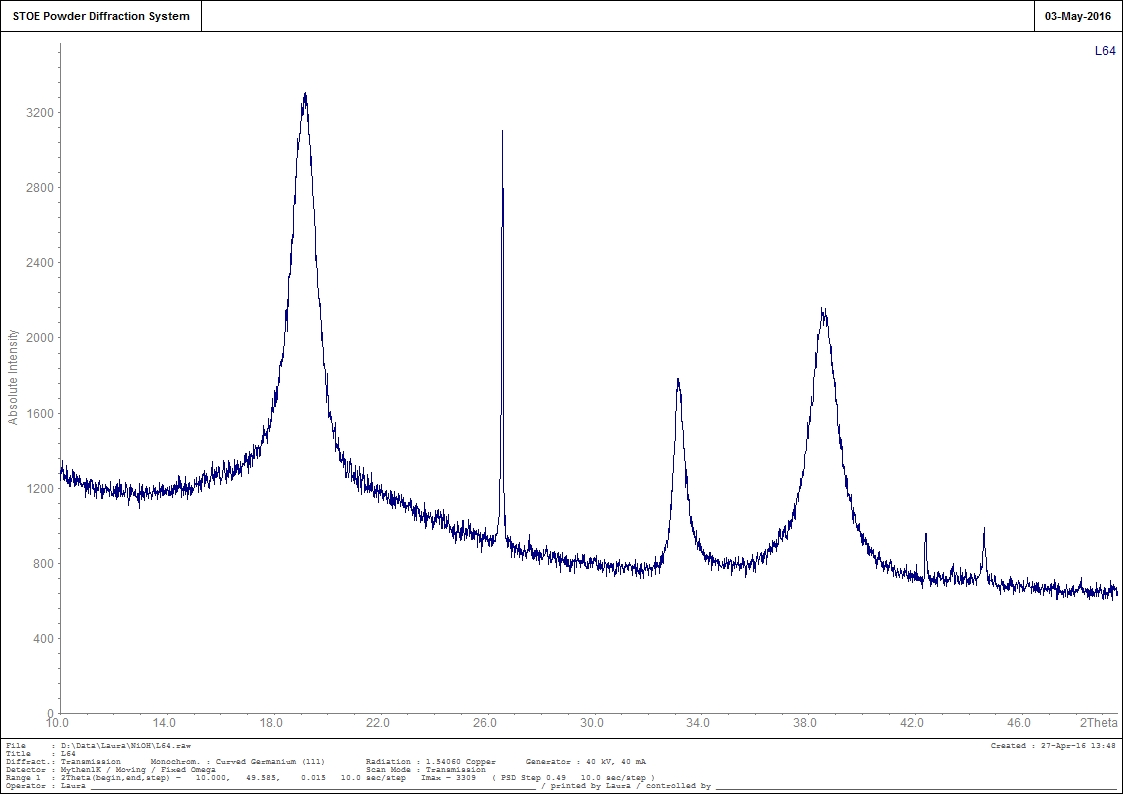 STOE Powder Diffraction System
03-May-2016
L64
Absolute Intensity
3200
2800
2400
2000
1600
1200
800
400
0
10.0 14.0 18.0 22.0 26.0 30.0 34.0 38.0 42.0 46.0 2Theta
File : D:\Data\Laura\NiOH\L64.raw Created : 27-Apr-16 13:48
Title : L64
Diffract.: Transmission Monochrom. : Curved Germanium (111) Radiation : 1.54060 Copper Generator : 40 kV, 40 mA
Detector : Mythen1K / Moving / Fixed Omega Scan Mode : Transmission
Range 1 : 2Theta(begin,end,step) = 10.000, 49.585, 0.015 10.0 sec/step Imax = 3309 ( PSD Step 0.49 10.0 sec/step )
Operator : Laura / printed by Laura / controlled by